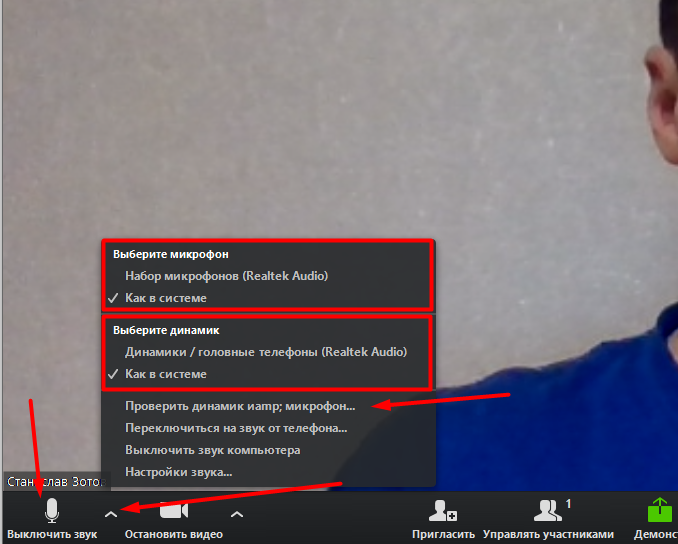 Выберите микрофон
Набор микрофонов (Realtek Audio)
Как в системе
Выберите динамик
Динамики / головные телефоны (Realtek Audio)
Как в системе
Проверить динамик иamp; микрофон...
Переключиться на звук от телефона...
Выключить звук компьютера
Настройки звука...
Станислав Зотов
1
Выключить звук
Остановить видео
Пригласить
Управлять участниками
Демонс